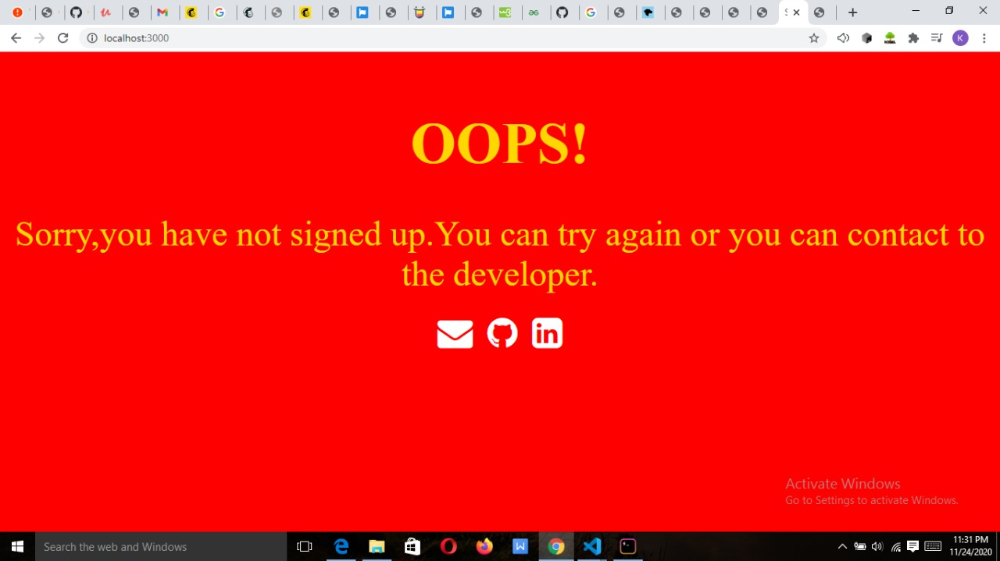 S
localhost:3000
K
OOPS!
Sorry,you have not signed up.You can try again or you can contact to
the developer.
in
Activate Windows
Go to Settings to activate Windows.
Search the web and Windows
11:31 PM
11/24/2020